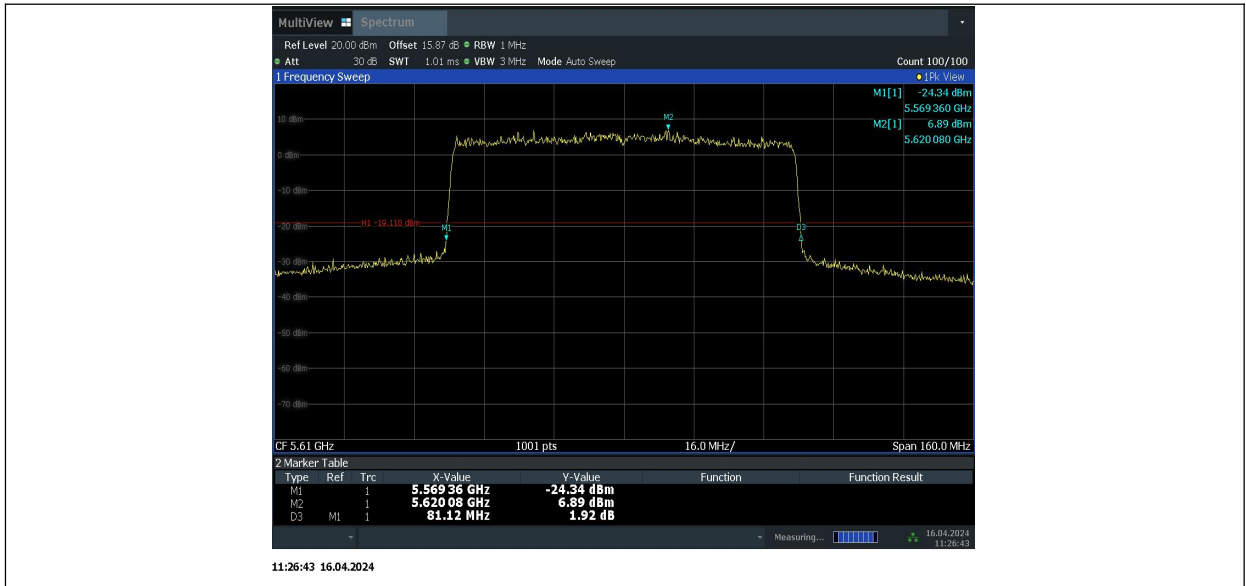 MultiView Spectrum
Ref Level 20.00 dBm Offset 15.87 dB RBW 1 MHz
Att 30 dB SWT 1.01 ms VBW 3 MHz Mode Auto Sweep Count 100/100
1 Frequency Sweep 1Pk View
M1[1] -24.34 dBm
5.569 360 GHz
M2[1] 6.89 dBm
5.620 080 GHz
M2
10 dBm
0 dBm
-10 dBm
H1 -19.110 dBm
-20 dBm
M1
D3
-30 dBm
-40 dBm
-50 dBm
-60 dBm
-70 dBm
CF 5.61 GHz 1001 pts 16.0 MHz/ Span 160.0 MHz
2 Marker Table
Type Ref Trc X-Value Y-Value Function Function Result
M1 1 5.569 36 GHz -24.34 dBm
M2 1 5.620 08 GHz 6.89 dBm
D3 M1 1 81.12 MHz 1.92 dB
Measuring... 16.04.2024
11:26:43
11:26:43 16.04.2024